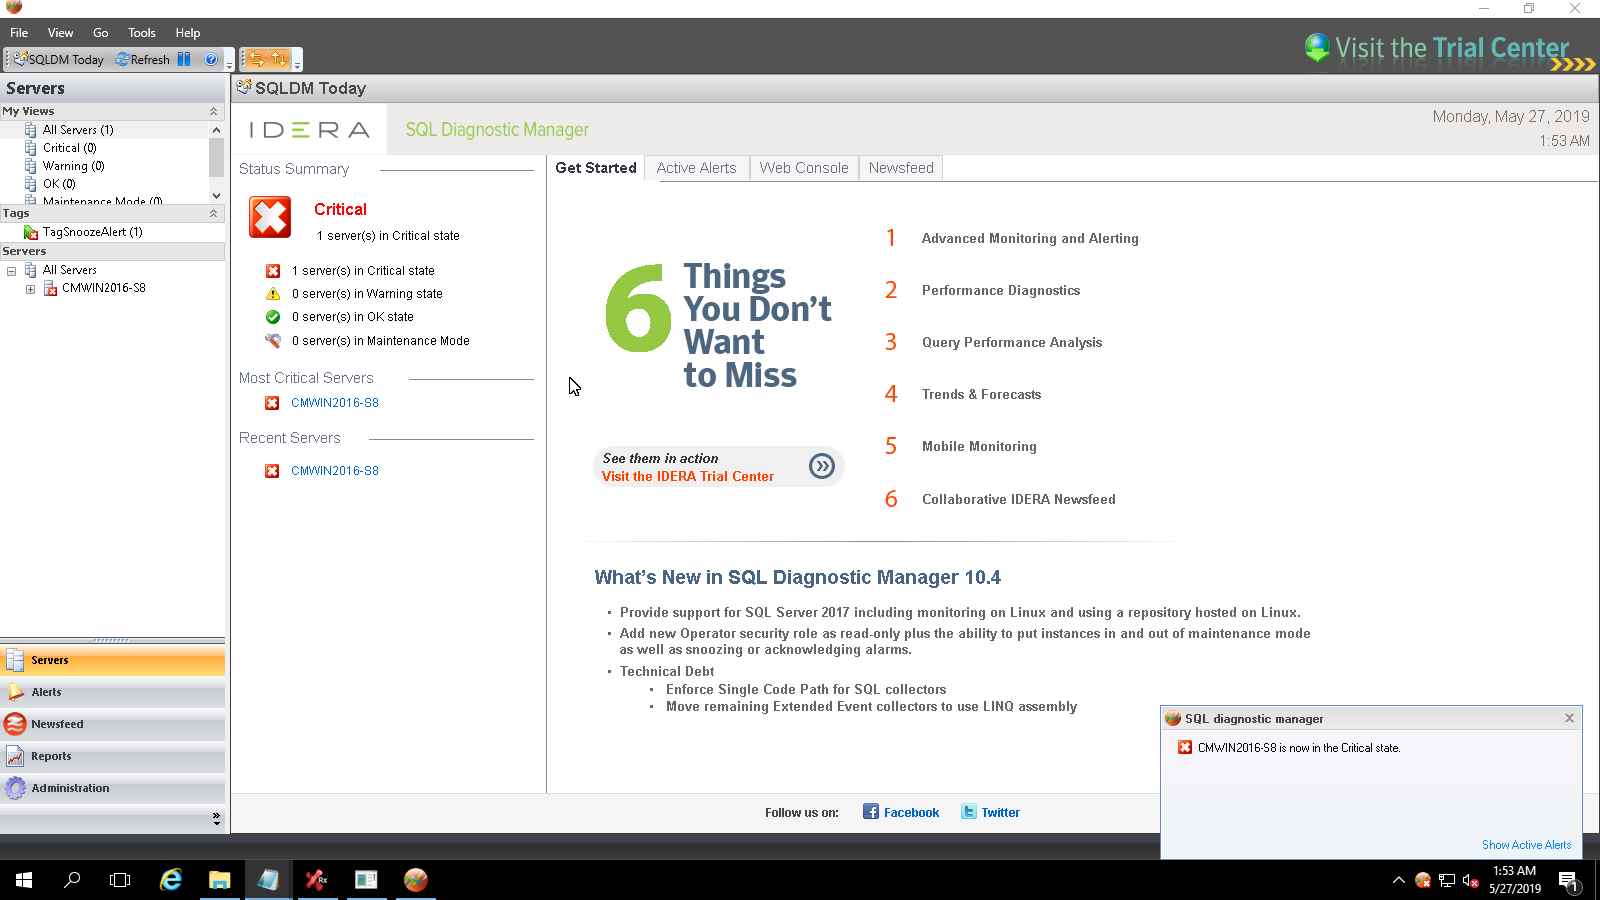 File View Go Tools Help
SQLDM Today Refresh
Visit the Trial Center
Servers
My Views
All Servers (1)
Critical (0)
Warning (0)
OK (0)
Maintenance Mode (0)
Tags
TagSnoozeAlert (1)
Servers
All Servers
CMWIN2016-S8
Servers
Alerts
Newsfeed
Reports
Administration
SQLDM Today
IDERA SQL Diagnostic Manager
Monday, May 27, 2019
1:53 AM
Status Summary
Critical
1 server(s) in Critical state
1 server(s) in Critical state
0 server(s) in Warning state
0 server(s) in OK state
0 server(s) in Maintenance Mode
Most Critical Servers
CMWIN2016-S8
Recent Servers
CMWIN2016-S8
Get Started Active Alerts Web Console Newsfeed
6 Things
You Don't
Want
to Miss
See them in action
Visit the IDERA Trial Center
1 Advanced Monitoring and Alerting
2 Performance Diagnostics
3 Query Performance Analysis
4 Trends & Forecasts
5 Mobile Monitoring
6 Collaborative IDERA Newsfeed
What's New in SQL Diagnostic Manager 10.4
• Provide support for SQL Server 2017 including monitoring on Linux and using a repository hosted on Linux.
• Add new Operator security role as read-only plus the ability to put instances in and out of maintenance mode
as well as snoozing or acknowledging alarms.
• Technical Debt
• Enforce Single Code Path for SQL collectors
• Move remaining Extended Event collectors to use LINQ assembly
Follow us on: Facebook Twitter
SQL diagnostic manager
CMWIN2016-S8 is now in the Critical state.
Show Active Alerts
1:53 AM
5/27/2019
1